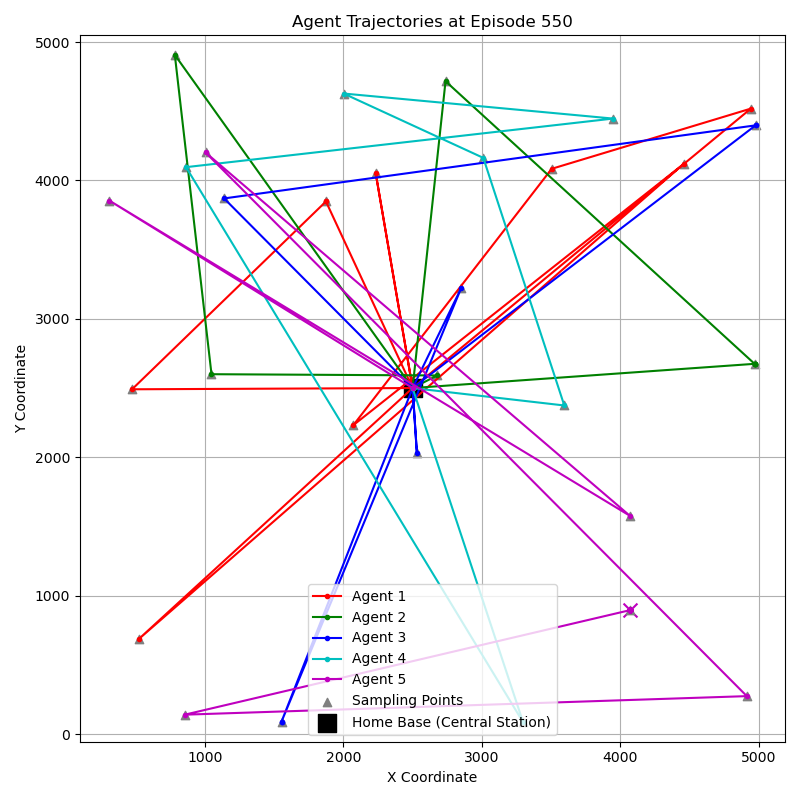 Agent Trajectories at Episode 550
Y Coordinate
5000
4000
3000
2000
1000
0
Agent 1
Agent 2
Agent 3
Agent 4
Agent 5
Sampling Points
Home Base (Central Station)
1000 2000 3000 4000 5000
X Coordinate